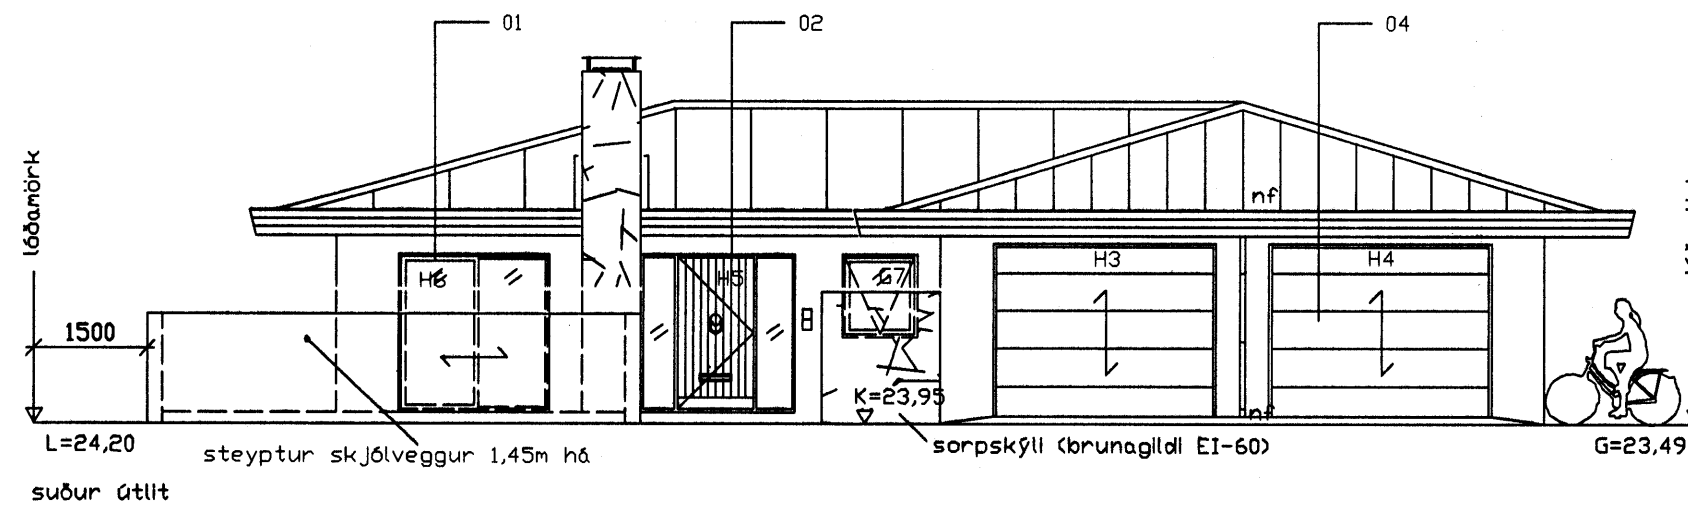 01
02
04
lóðamörk
nf
H6
H5
G7
H3
H4
1500
K=23,95
nf
L=24,20
steyptur skjólveggur 1,45m há
sorpskýli (brunagildi EI-60)
G=23,49
suður útlit